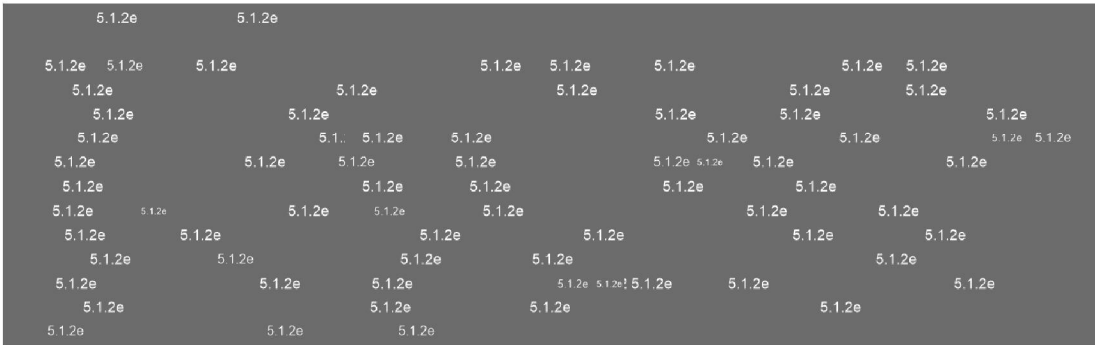 5.1.2e 5.1.2e
5.1.2e 5.1.2e 5.1.2e 5.1.2e 5.1.2e 5.1.2e 5.1.2e 5.1.2e
5.1.2e 5.1.2e 5.1.2e 5.1.2e 5.1.2e
5.1.2e 5.1.2e 5.1.2e 5.1.2e 5.1.2e
5.1.2e 5.1. 5.1.2e 5.1.2e 5.1.2e 5.1.2e 5.1.2e 5.1.2e
5.1.2e 5.1.2e 5.1.2e 5.1.2e 5.1.2e 5.1.2e 5.1.2e 5.1.2e
5.1.2e 5.1.2e 5.1.2e 5.1.2e 5.1.2e
5.1.2e 5.1.2e 5.1.2e 5.1.2e 5.1.2e 5.1.2e 5.1.2e
5.1.2e 5.1.2e 5.1.2e 5.1.2e 5.1.2e 5.1.2e
5.1.2e 5.1.2e 5.1.2e 5.1.2e 5.1.2e
5.1.2e 5.1.2e 5.1.2e 5.1.2e 5.1.2e 5.1.2e 5.1.2e 5.1.2e
5.1.2e 5.1.2e 5.1.2e 5.1.2e
5.1.2e 5.1.2e 5.1.2e